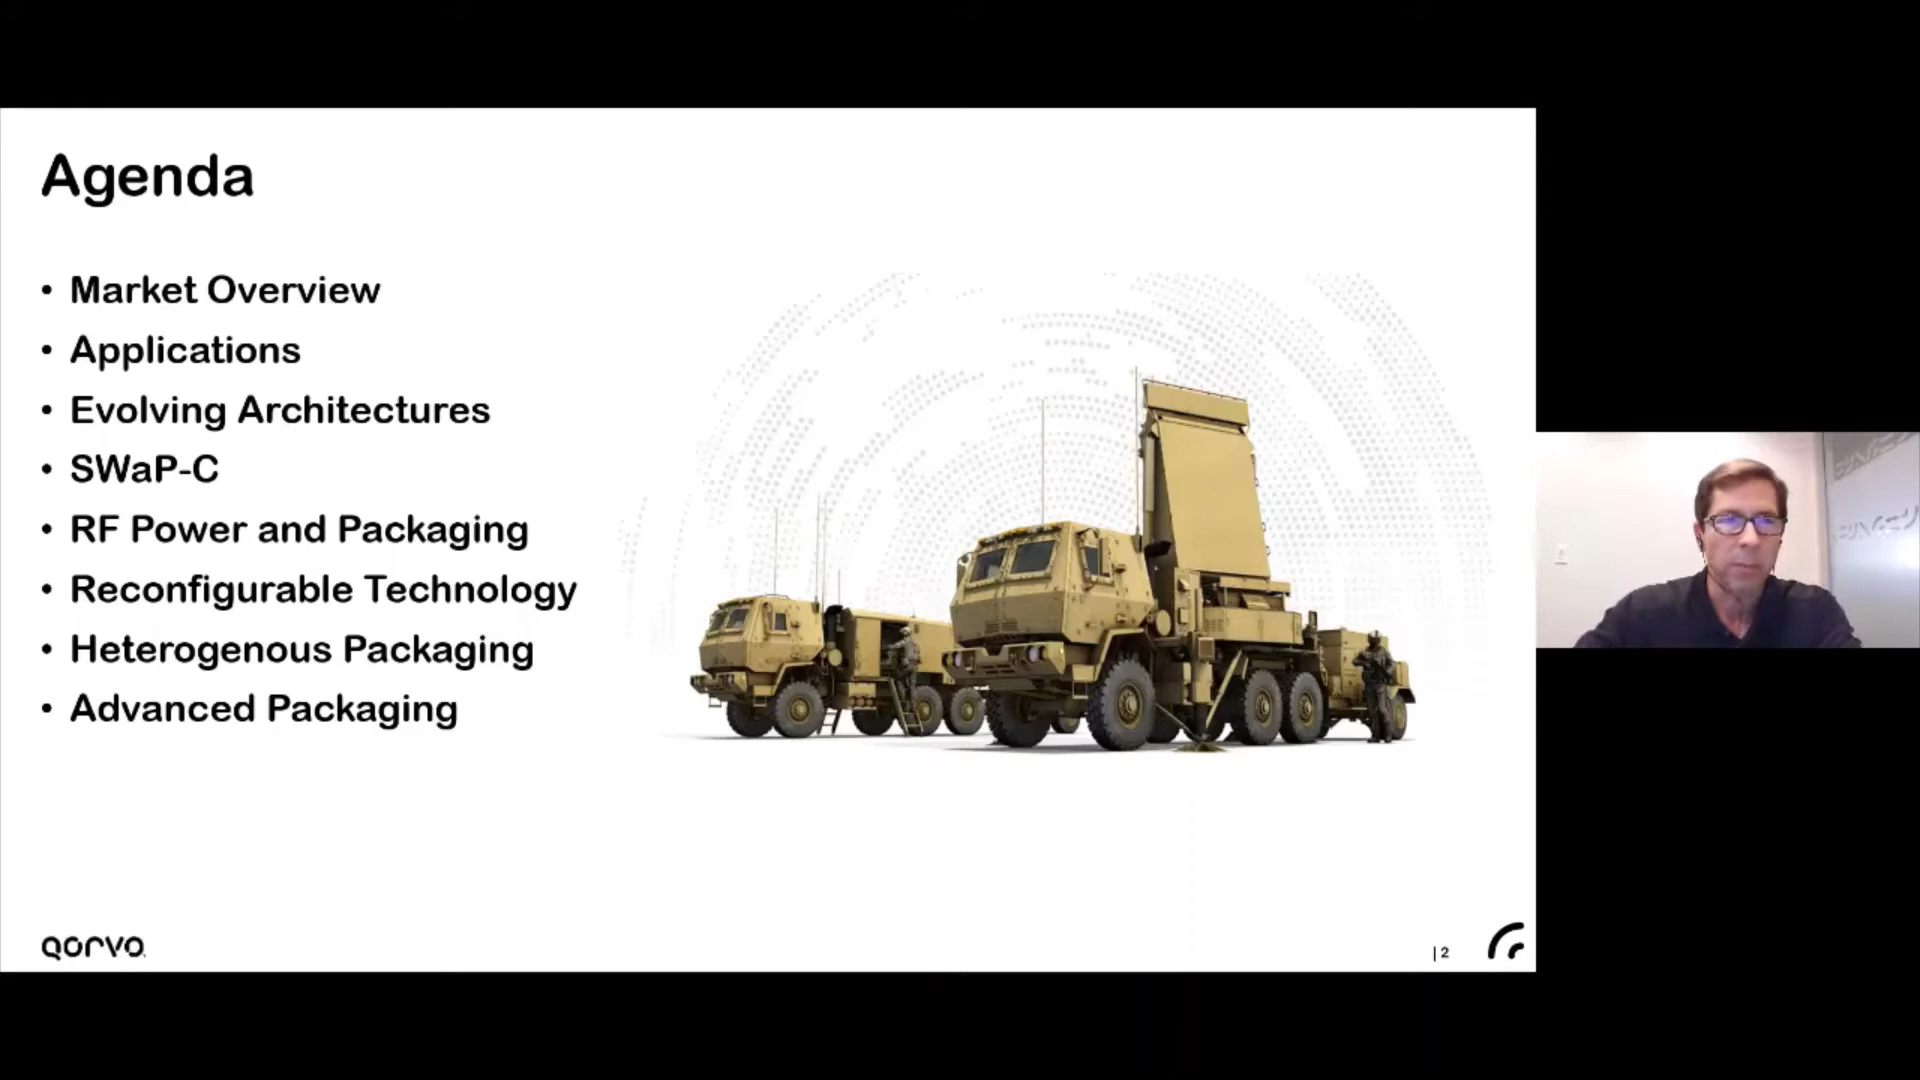 Agenda
• Market Overview
• Applications
• Evolving Architectures
• SWaP-C
• RF Power and Packaging
• Reconfigurable Technology
• Heterogenous Packaging
• Advanced Packaging
QORVO
| 2